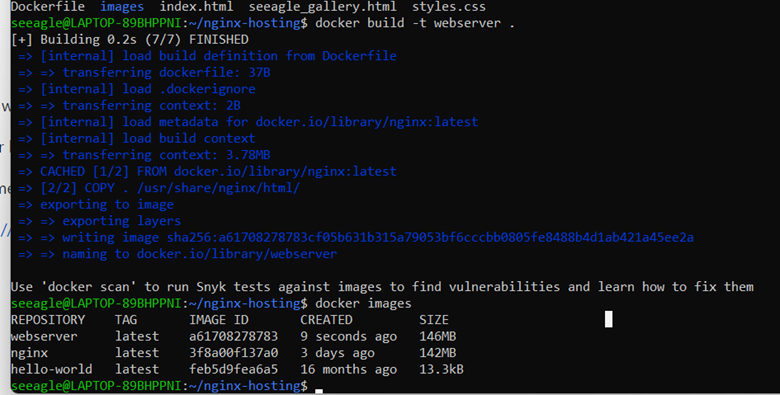 Dockerfile images index.html seeagle_gallery.html styles.css
seeagle@LAPTOP-89BHPPNI:~/nginx-hosting$ docker build -t webserver .
[+] Building 0.2s (7/7) FINISHED
=> [internal] load build definition from Dockerfile
=> => transferring dockerfile: 37B
=> [internal] load .dockerignore
=> => transferring context: 2B
=> [internal] load metadata for docker.io/library/nginx:latest
=> [internal] load build context
=> => transferring context: 3.78MB
=> CACHED [1/2] FROM docker.io/library/nginx:latest
=> [2/2] COPY . /usr/share/nginx/html/
=> exporting to image
=> => exporting layers
=> => writing image sha256:a61708278783cf05b631b315a79053bf6cccbb0805fe8488b4d1ab421a45ee2a
=> => naming to docker.io/library/webserver
Use 'docker scan' to run Snyk tests against images to find vulnerabilities and learn how to fix them
seeagle@LAPTOP-89BHPPNI:~/nginx-hosting$ docker images
REPOSITORY TAG IMAGE ID CREATED SIZE
webserver latest a61708278783 9 seconds ago 146MB
nginx latest 3f8a00f137a0 3 days ago 142MB
hello-world latest feb5d9fea6a5 16 months ago 13.3kB
seeagle@LAPTOP-89BHPPNI:~/nginx-hosting$